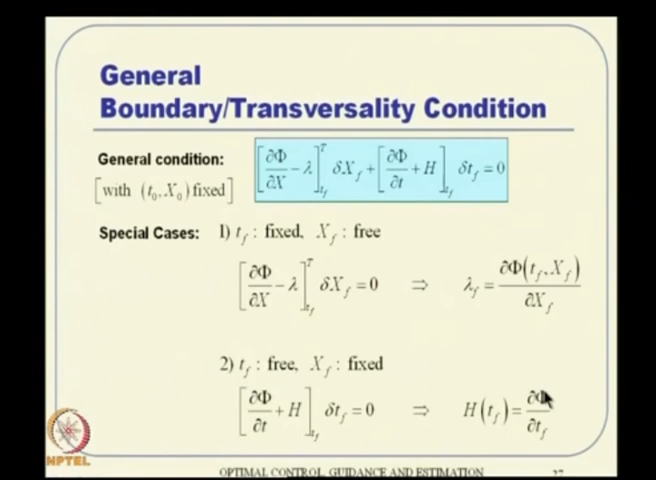 General
Boundary/Transversality Condition
General condition: [∂Φ/∂X − λ]ᵀ_{t_f} δX_f + [∂Φ/∂t + H]_{t_f} δt_f = 0
[with (t₀, X₀) fixed]
Special Cases: 1) t_f : fixed, X_f : free
[∂Φ/∂X − λ]ᵀ_{t_f} δX_f = 0 ⇒ λ_f = ∂Φ(t_f, X_f)/∂X_f
2) t_f : free, X_f : fixed
[∂Φ/∂t + H]_{t_f} δt_f = 0 ⇒ H(t_f) = ∂Φ/∂t_f
NPTEL
OPTIMAL CONTROL, GUIDANCE AND ESTIMATION